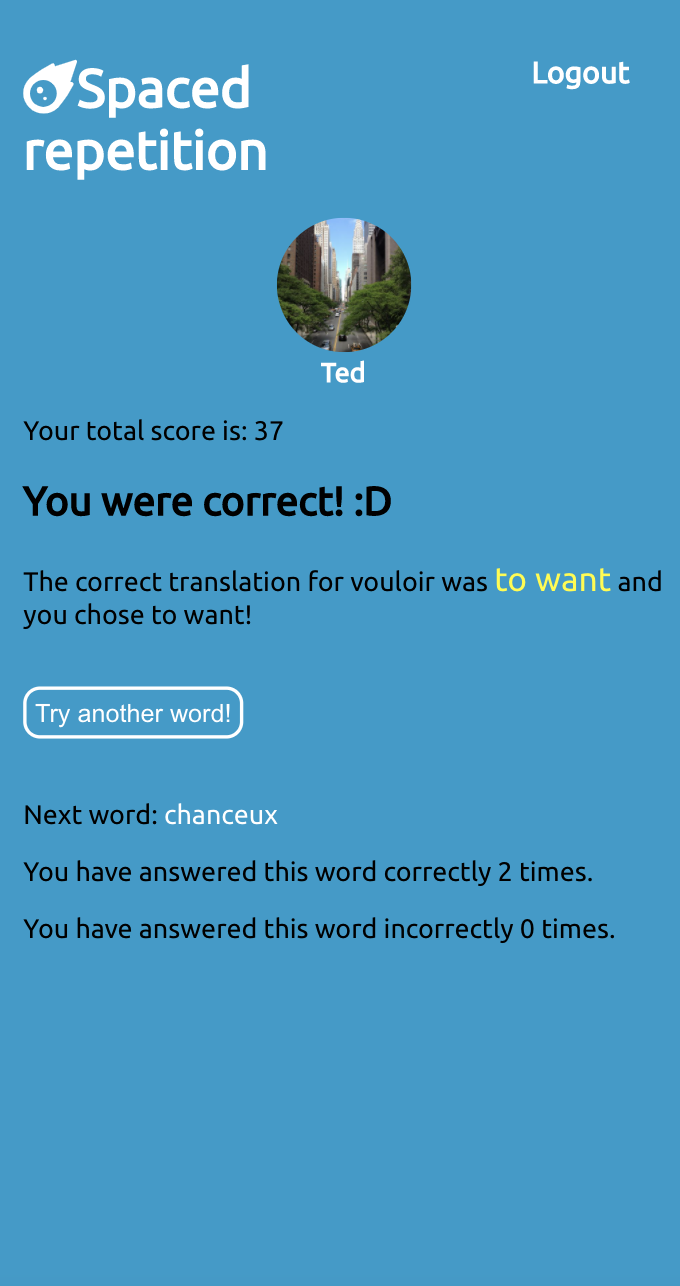 Spaced
repetition
Logout
Ted
Your total score is: 37
You were correct! :D
The correct translation for vouloir was to want and
you chose to want!
Try another word!
Next word: chanceux
You have answered this word correctly 2 times.
You have answered this word incorrectly 0 times.